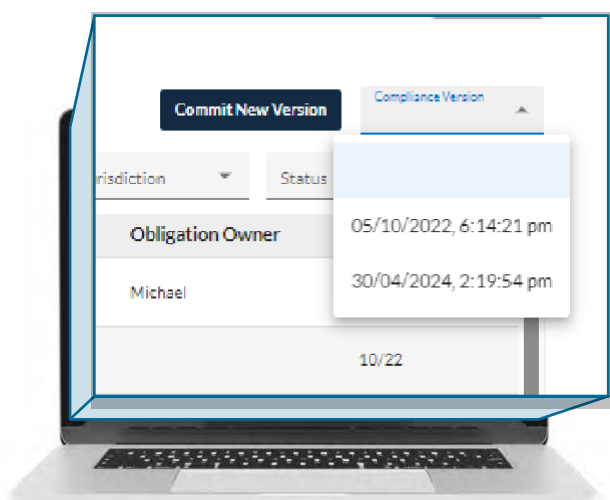 Commit New Version
Compliance Version
risdiction
Status
Obligation Owner
05/10/2022, 6:14:21 pm
Michael
30/04/2024, 2:19:54 pm
10/22